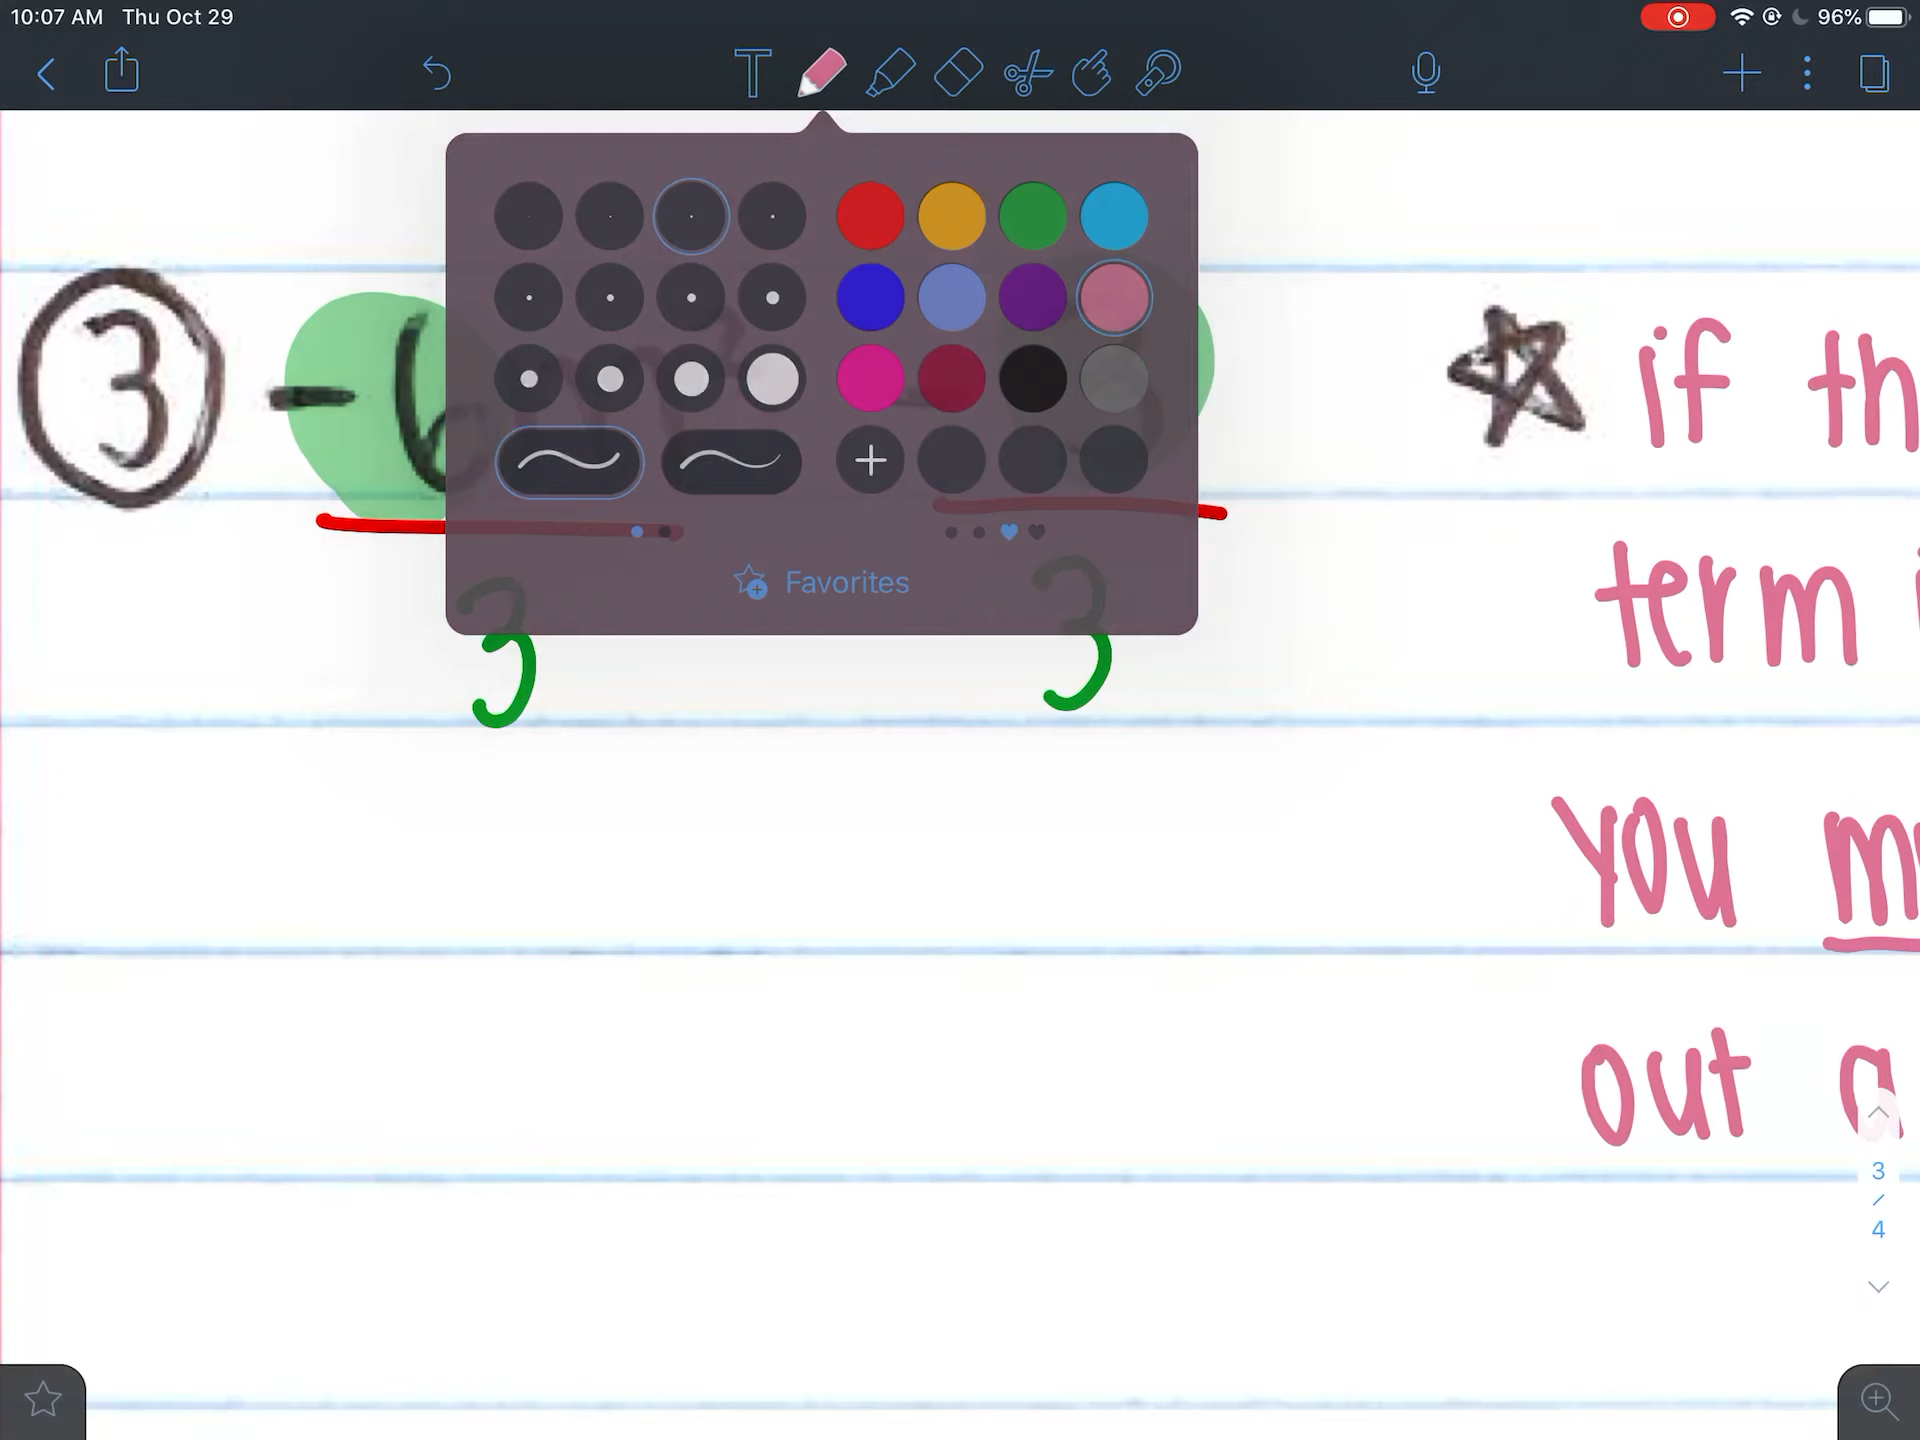 10:07 AM Thu Oct 29
96%
T
Favorites
③ -6
☆ if th
term i
3 3
you m
out a
3
/
4